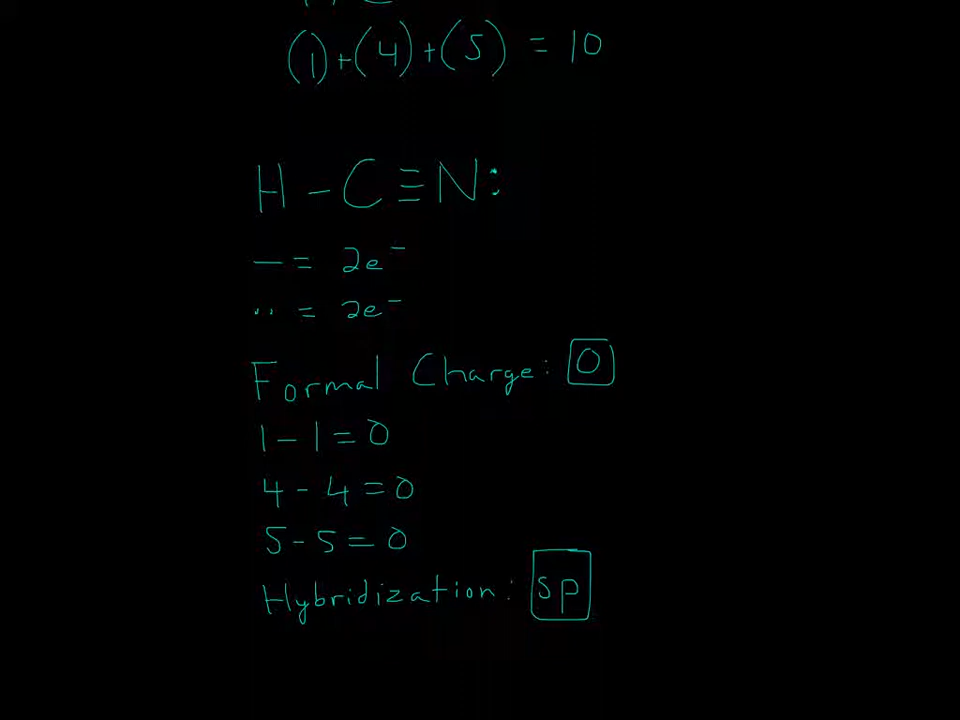 (1)+(4)+(5) = 10
H - C ≡ N:
— = 2e⁻
.. = 2e⁻
Formal Charge: 0
1 - 1 = 0
4 - 4 = 0
5 - 5 = 0
Hybridization: sp